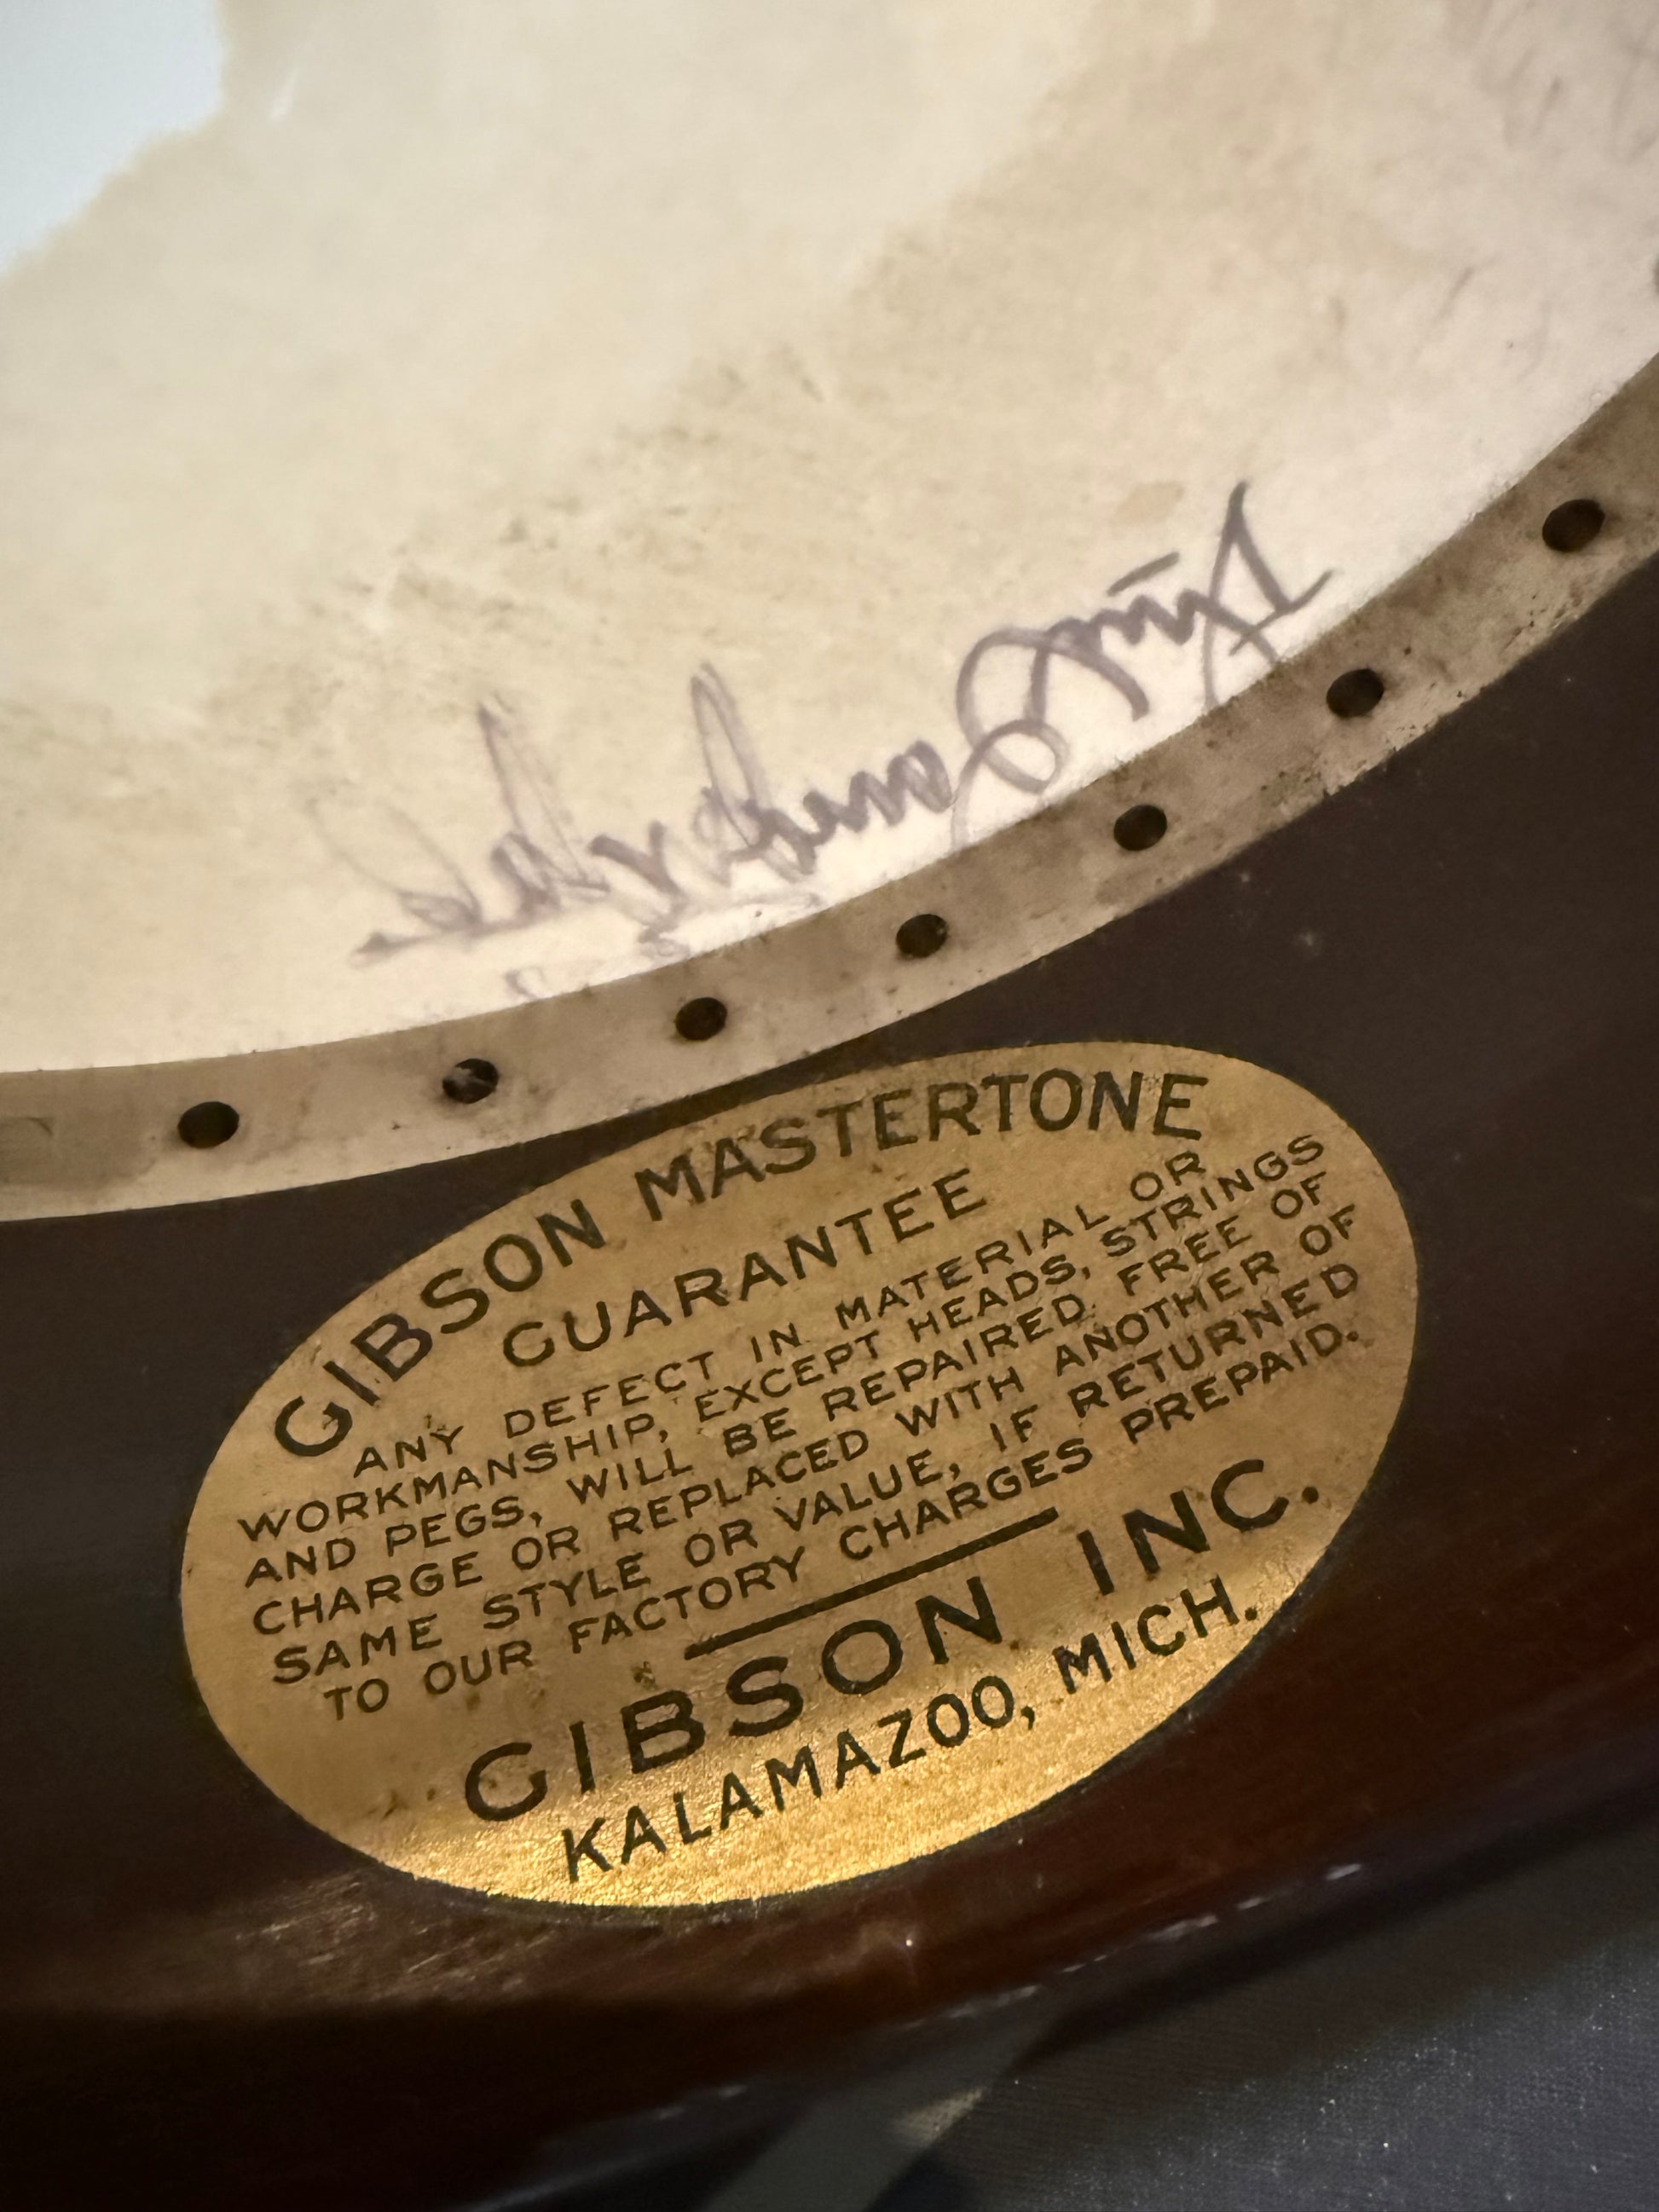 GIBSON MASTERTONE
GUARANTEE
ANY DEFECT IN MATERIAL OR
WORKMANSHIP, EXCEPT HEADS, STRINGS
AND PEGS, WILL BE REPAIRED FREE OF
CHARGE OR REPLACED WITH ANOTHER OF
SAME STYLE OR VALUE, IF RETURNED
TO OUR FACTORY CHARGES PREPAID.
GIBSON INC.
KALAMAZOO, MICH.